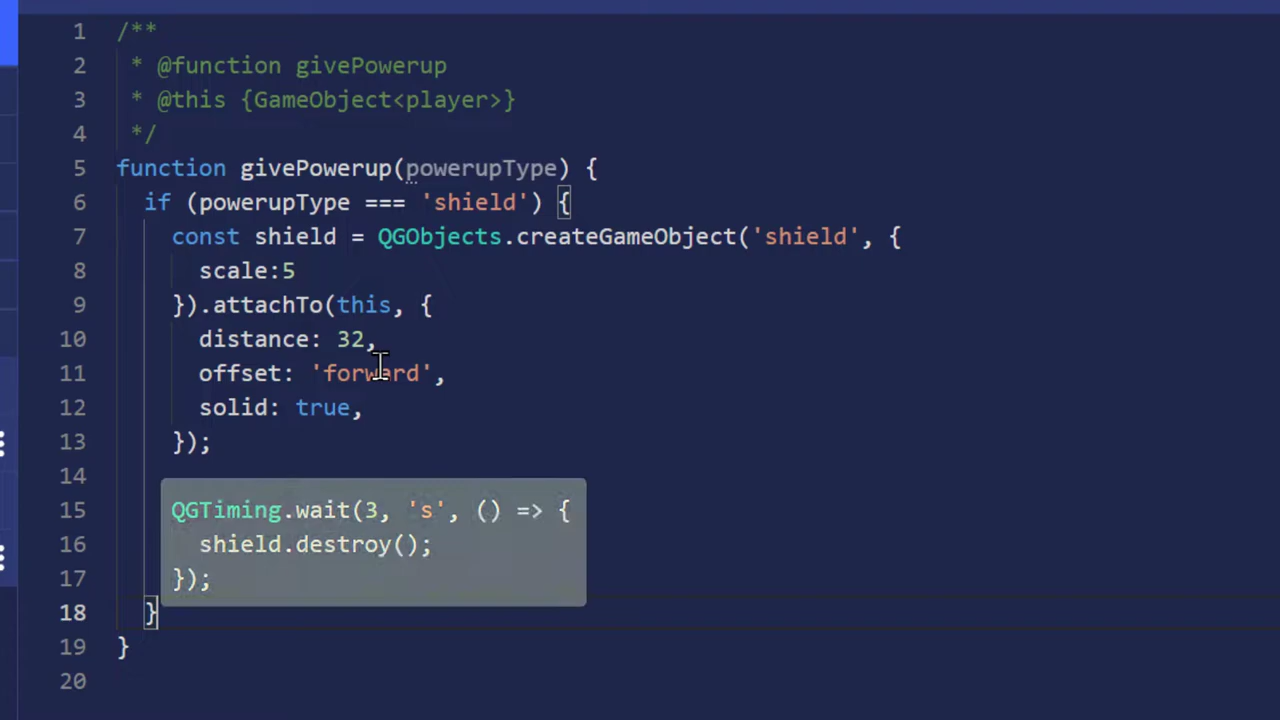 1 /**
2 * @function givePowerup
3 * @this {GameObject<player>}
4 */
5 function givePowerup(powerupType) {
6 if (powerupType === 'shield') {
7 const shield = QGObjects.createGameObject('shield', {
8 scale:5
9 }).attachTo(this, {
10 distance: 32,
11 offset: 'forward',
12 solid: true,
13 });
14
15 QGTiming.wait(3, 's', () => {
16 shield.destroy();
17 });
18 }
19 }
20